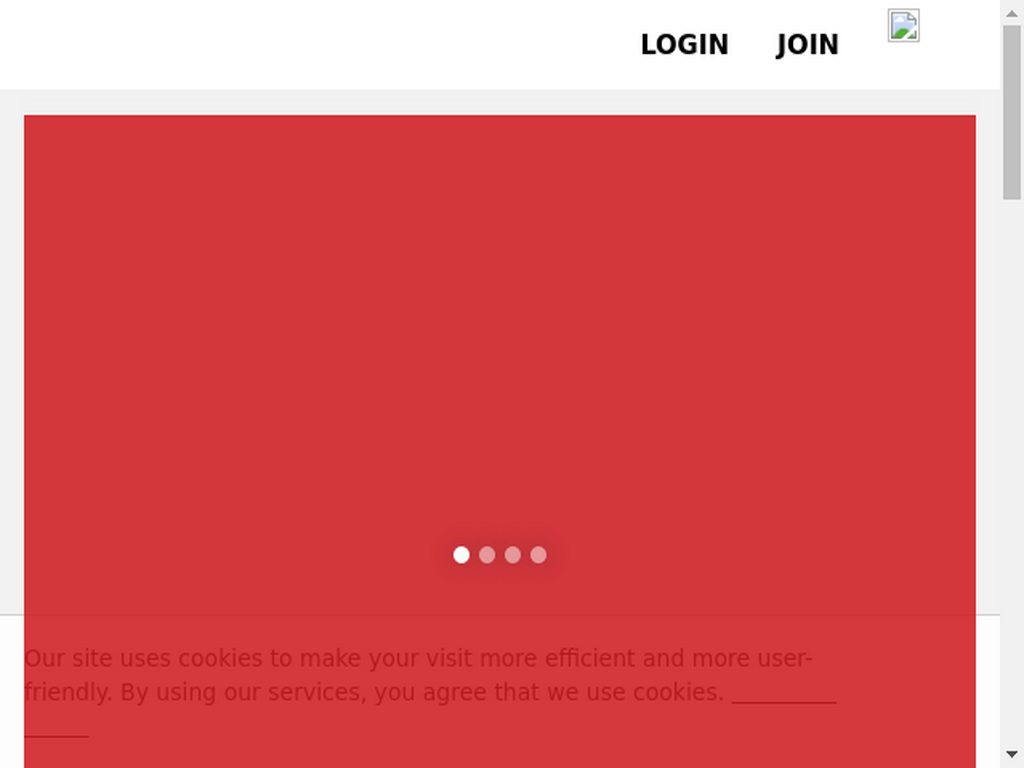 LOGIN JOIN
Our site uses cookies to make your visit more efficient and more user-
friendly. By using our services, you agree that we use cookies.